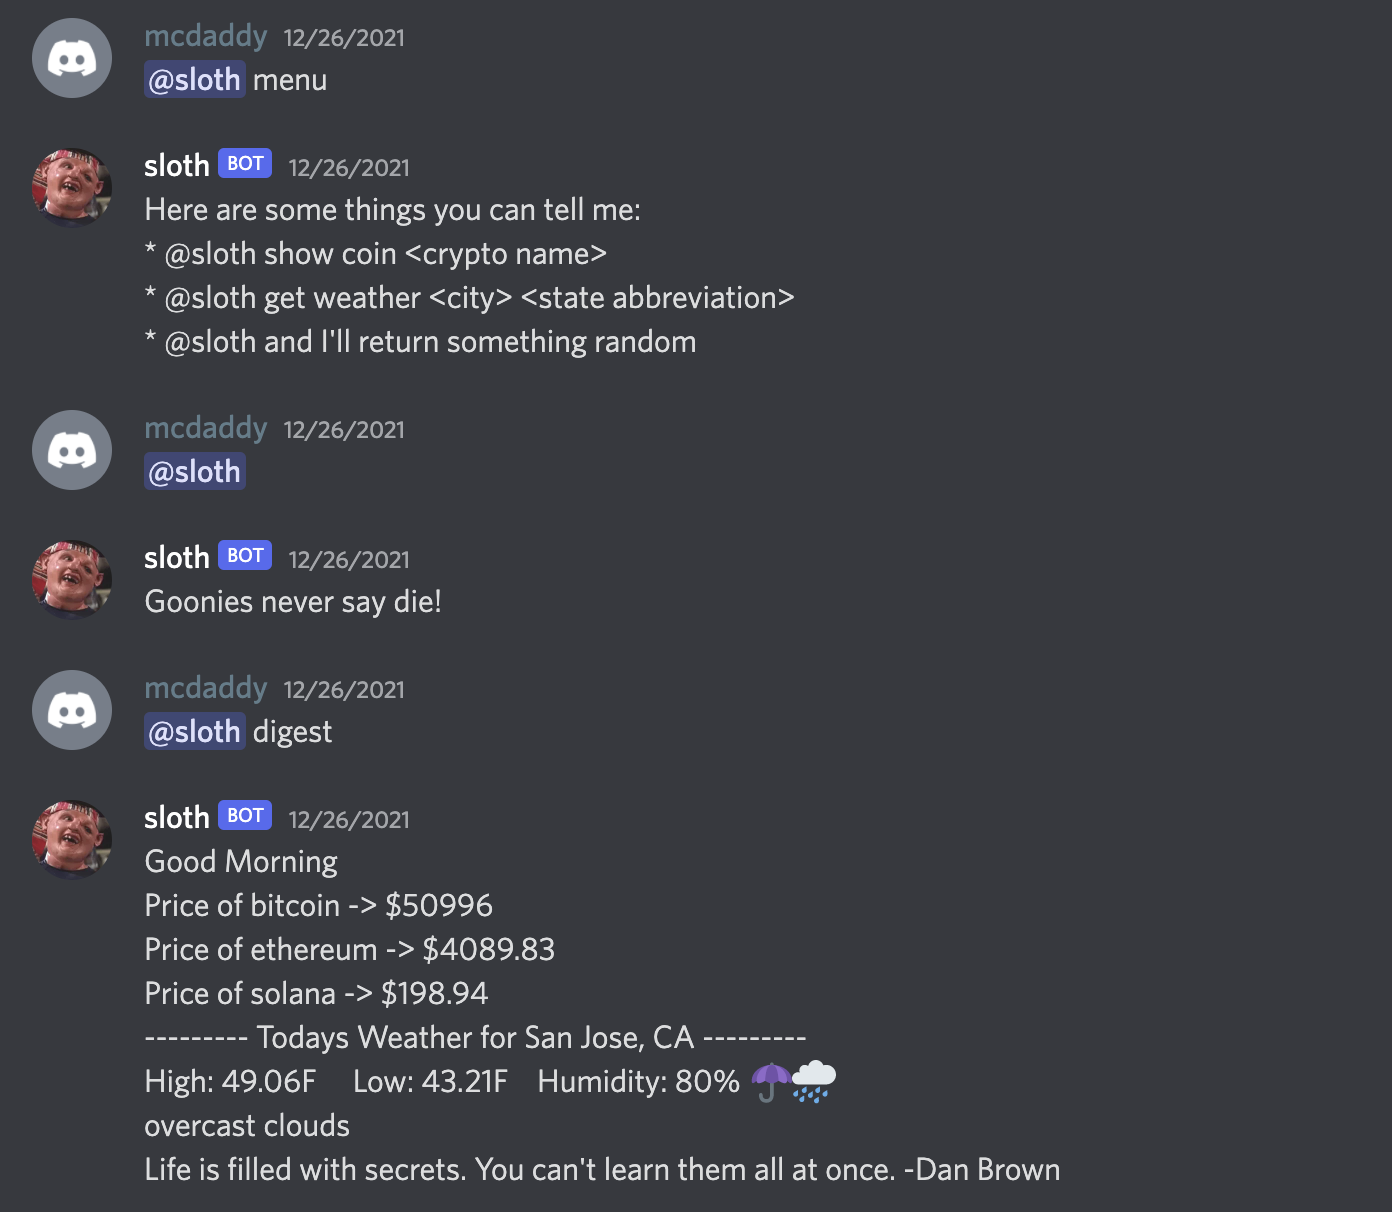 mcdaddy 12/26/2021
@sloth menu
sloth BOT 12/26/2021
Here are some things you can tell me:
* @sloth show coin <crypto name>
* @sloth get weather <city> <state abbreviation>
* @sloth and I'll return something random
mcdaddy 12/26/2021
@sloth
sloth BOT 12/26/2021
Goonies never say die!
mcdaddy 12/26/2021
@sloth digest
sloth BOT 12/26/2021
Good Morning
Price of bitcoin -> $50996
Price of ethereum -> $4089.83
Price of solana -> $198.94
--------- Todays Weather for San Jose, CA ---------
High: 49.06F    Low: 43.21F   Humidity: 80% ☂️🌧️
overcast clouds
Life is filled with secrets. You can't learn them all at once. -Dan Brown